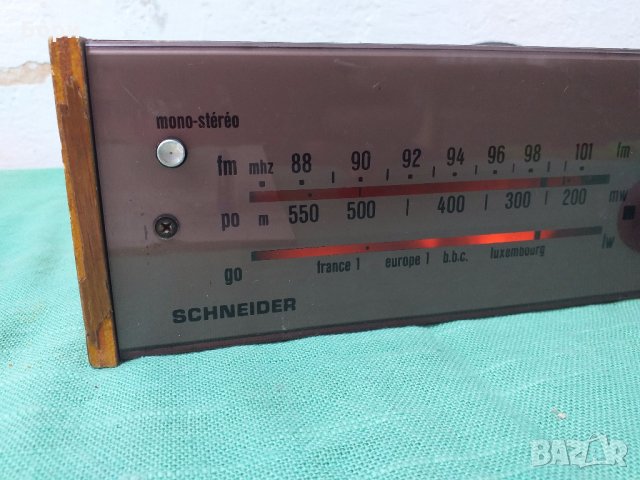 mono-stéréo
fm mhz 88 90 92 94 96 98 101 fm
po m 550 500 400 300 200 mw
go lw
france 1 europe 1 b.b.c. luxembourg
SCHNEIDER
BAZAR